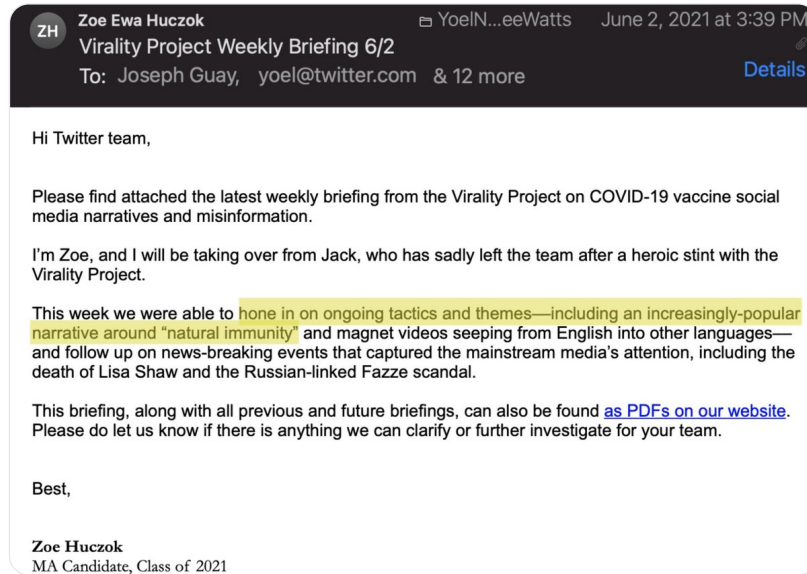 ZH
Zoe Ewa Huczok
YoelN...eeWatts June 2, 2021 at 3:39 PM
Virality Project Weekly Briefing 6/2
To: Joseph Guay, yoel@twitter.com & 12 more
Details
Hi Twitter team,
Please find attached the latest weekly briefing from the Virality Project on COVID-19 vaccine social
media narratives and misinformation.
I'm Zoe, and I will be taking over from Jack, who has sadly left the team after a heroic stint with the
Virality Project.
This week we were able to hone in on ongoing tactics and themes—including an increasingly-popular
narrative around “natural immunity” and magnet videos seeping from English into other languages—
and follow up on news-breaking events that captured the mainstream media's attention, including the
death of Lisa Shaw and the Russian-linked Fazze scandal.
This briefing, along with all previous and future briefings, can also be found as PDFs on our website.
Please do let us know if there is anything we can clarify or further investigate for your team.
Best,
Zoe Huczok
MA Candidate, Class of 2021